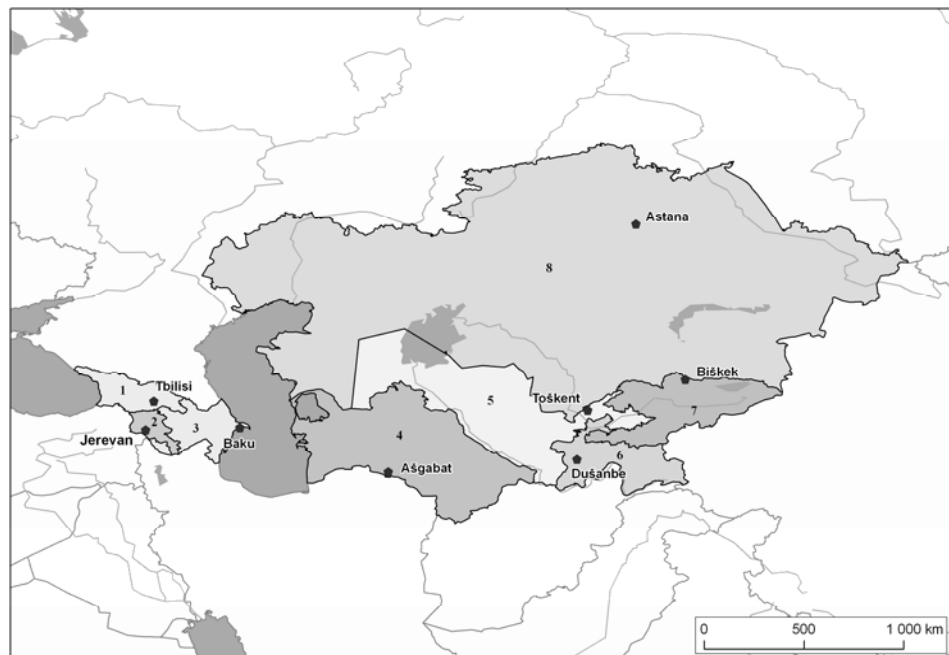 Astana
8
Biškek
1
Tbilisi
Toškent
5
7
2
Jerevan
3
Baku
4
6
Ašgabat
Dušanbe
0 500 1 000 km